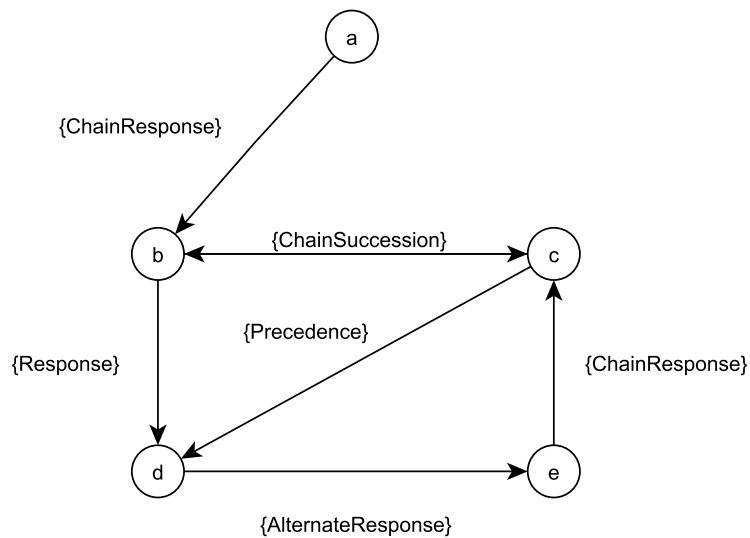 a
{ChainResponse}
b
{ChainSuccession}
c
{Precedence}
{Response}
{ChainResponse}
d
e
{AlternateResponse}